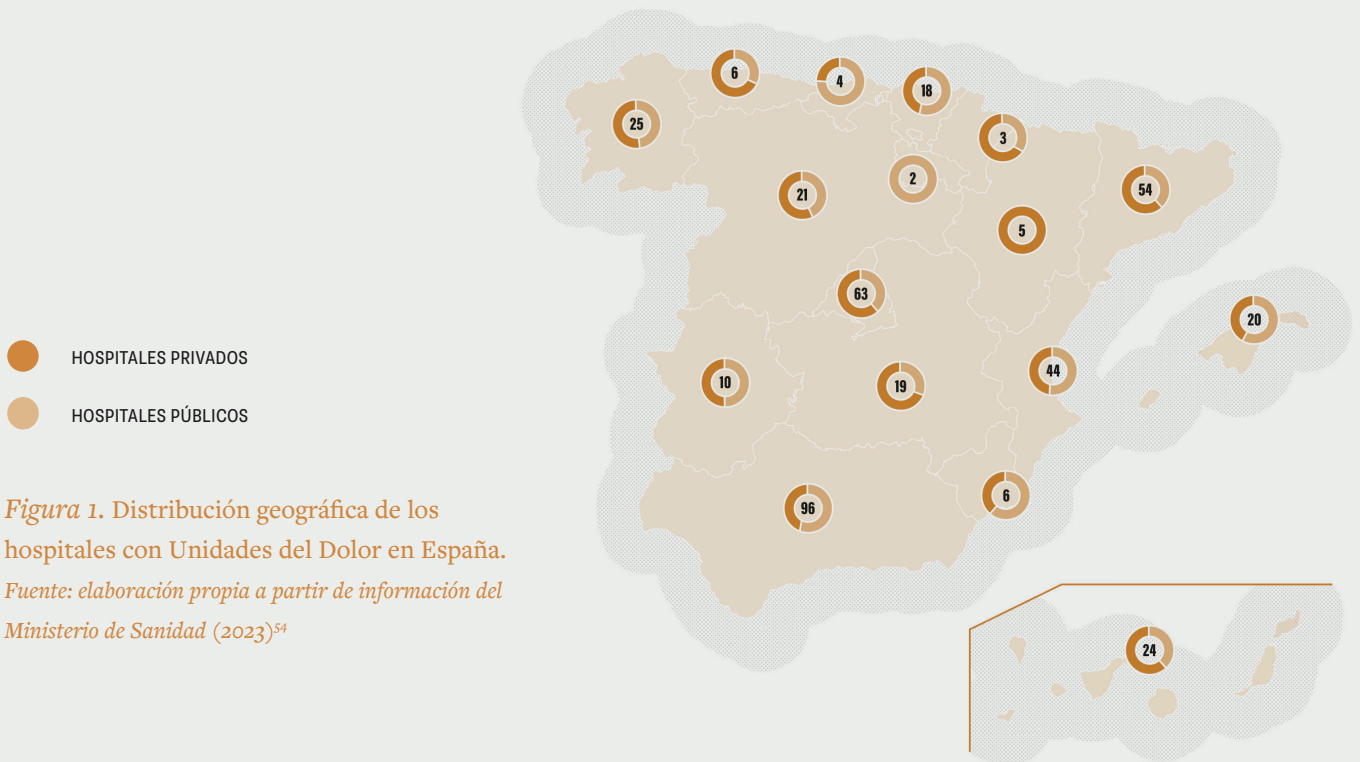 6
4
18
25
3
2
21
54
5
63
20
HOSPITALES PRIVADOS
44
10
19
HOSPITALES PÚBLICOS
6
96
Figura 1. Distribución geográfica de los
hospitales con Unidades del Dolor en España.
Fuente: elaboración propia a partir de información del
Ministerio de Sanidad (2023)54
24